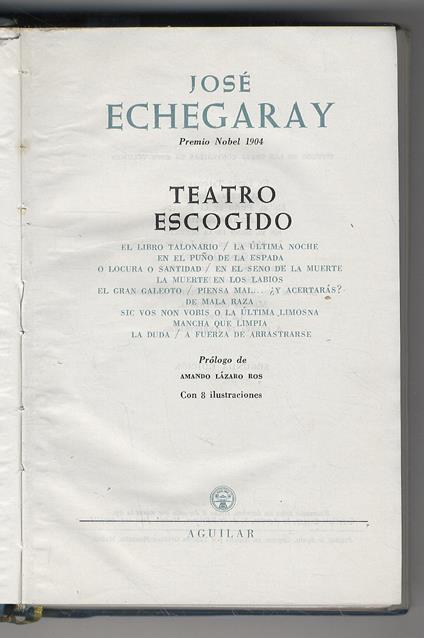 JOSÉ
ECHEGARAY
Premio Nobel 1904
TEATRO
ESCOGIDO
EL LIBRO TALONARIO / LA ÚLTIMA NOCHE
EN EL PUÑO DE LA ESPADA
O LOCURA O SANTIDAD / EN EL SENO DE LA MUERTE
LA MUERTE EN LOS LABIOS
EL GRAN GALEOTO / PIENSA MAL... ¿Y ACERTARÁS?
DE MALA RAZA
SIC VOS NON VOBIS O LA ÚLTIMA LIMOSNA
MANCHA QUE LIMPIA
LA DUDA / A FUERZA DE ARRASTRARSE
Prólogo de
AMANDO LÁZARO ROS
Con 8 ilustraciones
AGUILAR